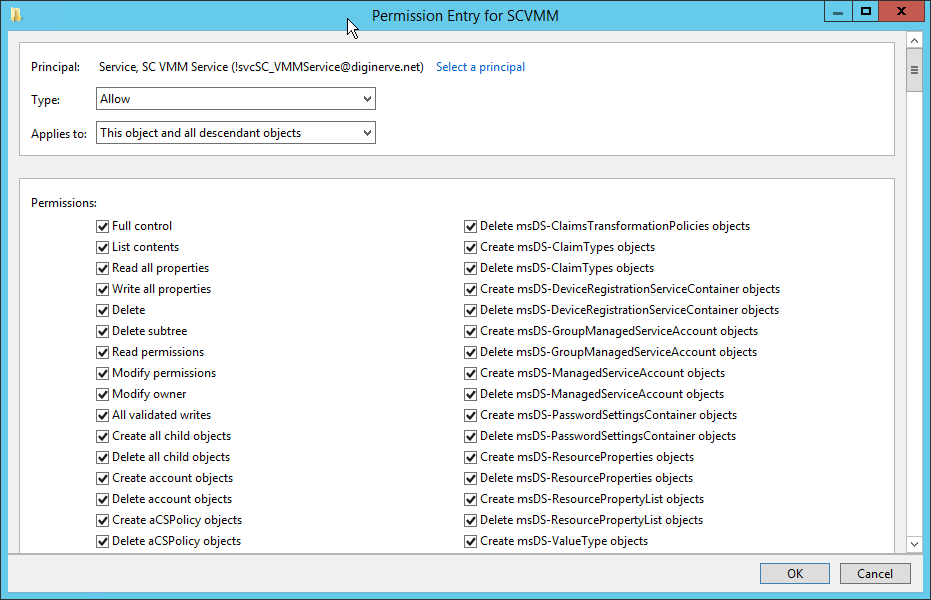 Permission Entry for SCVMM
Principal: Service, SC VMM Service (!svcSC_VMMService@diginerve.net) Select a principal
Type: Allow
Applies to: This object and all descendant objects
Permissions:
Full control
List contents
Read all properties
Write all properties
Delete
Delete subtree
Read permissions
Modify permissions
Modify owner
All validated writes
Create all child objects
Delete all child objects
Create account objects
Delete account objects
Create aCSPolicy objects
Delete aCSPolicy objects
Delete msDS-ClaimsTransformationPolicies objects
Create msDS-ClaimTypes objects
Delete msDS-ClaimTypes objects
Create msDS-DeviceRegistrationServiceContainer objects
Delete msDS-DeviceRegistrationServiceContainer objects
Create msDS-GroupManagedServiceAccount objects
Delete msDS-GroupManagedServiceAccount objects
Create msDS-ManagedServiceAccount objects
Delete msDS-ManagedServiceAccount objects
Create msDS-PasswordSettingsContainer objects
Delete msDS-PasswordSettingsContainer objects
Create msDS-ResourceProperties objects
Delete msDS-ResourceProperties objects
Create msDS-ResourcePropertyList objects
Delete msDS-ResourcePropertyList objects
Create msDS-ValueType objects
OK Cancel